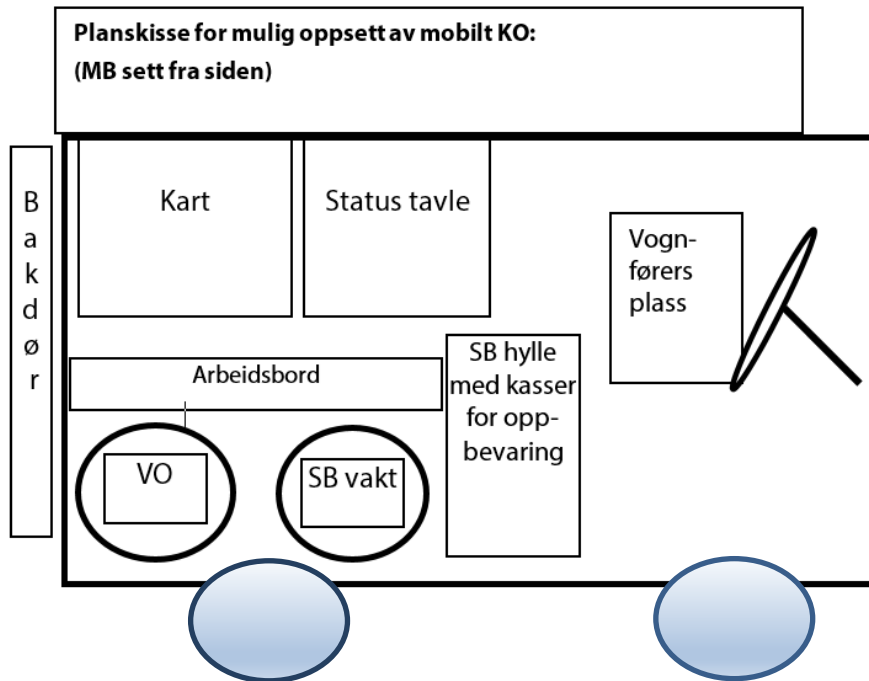 Planskisse for mulig oppsett av mobilt KO:
(MB sett fra siden)
Bakdør
Kart
Status tavle
Vogn-
førers
plass
Arbeidsbord
SB hylle
med kasser
for opp-
bevaring
VO
SB vakt